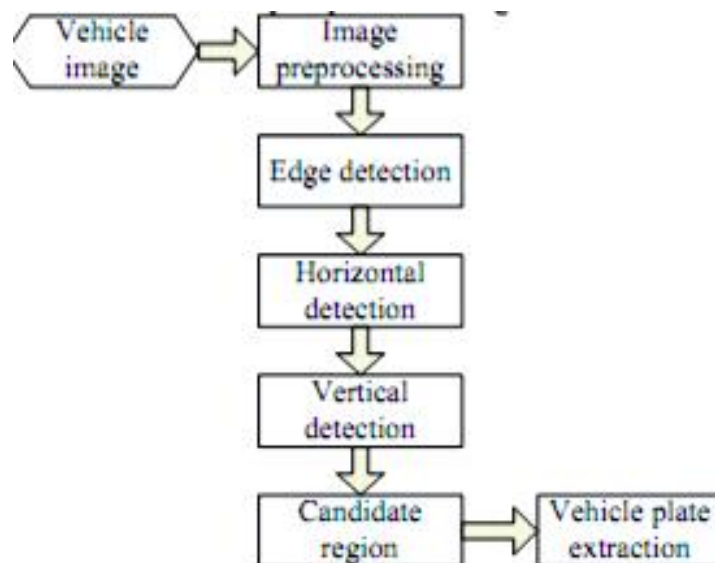 Vehicle
image
Image
preprocessing
Edge detection
Horizontal
detection
Vertical
detection
Candidate
region
Vehicle plate
extraction